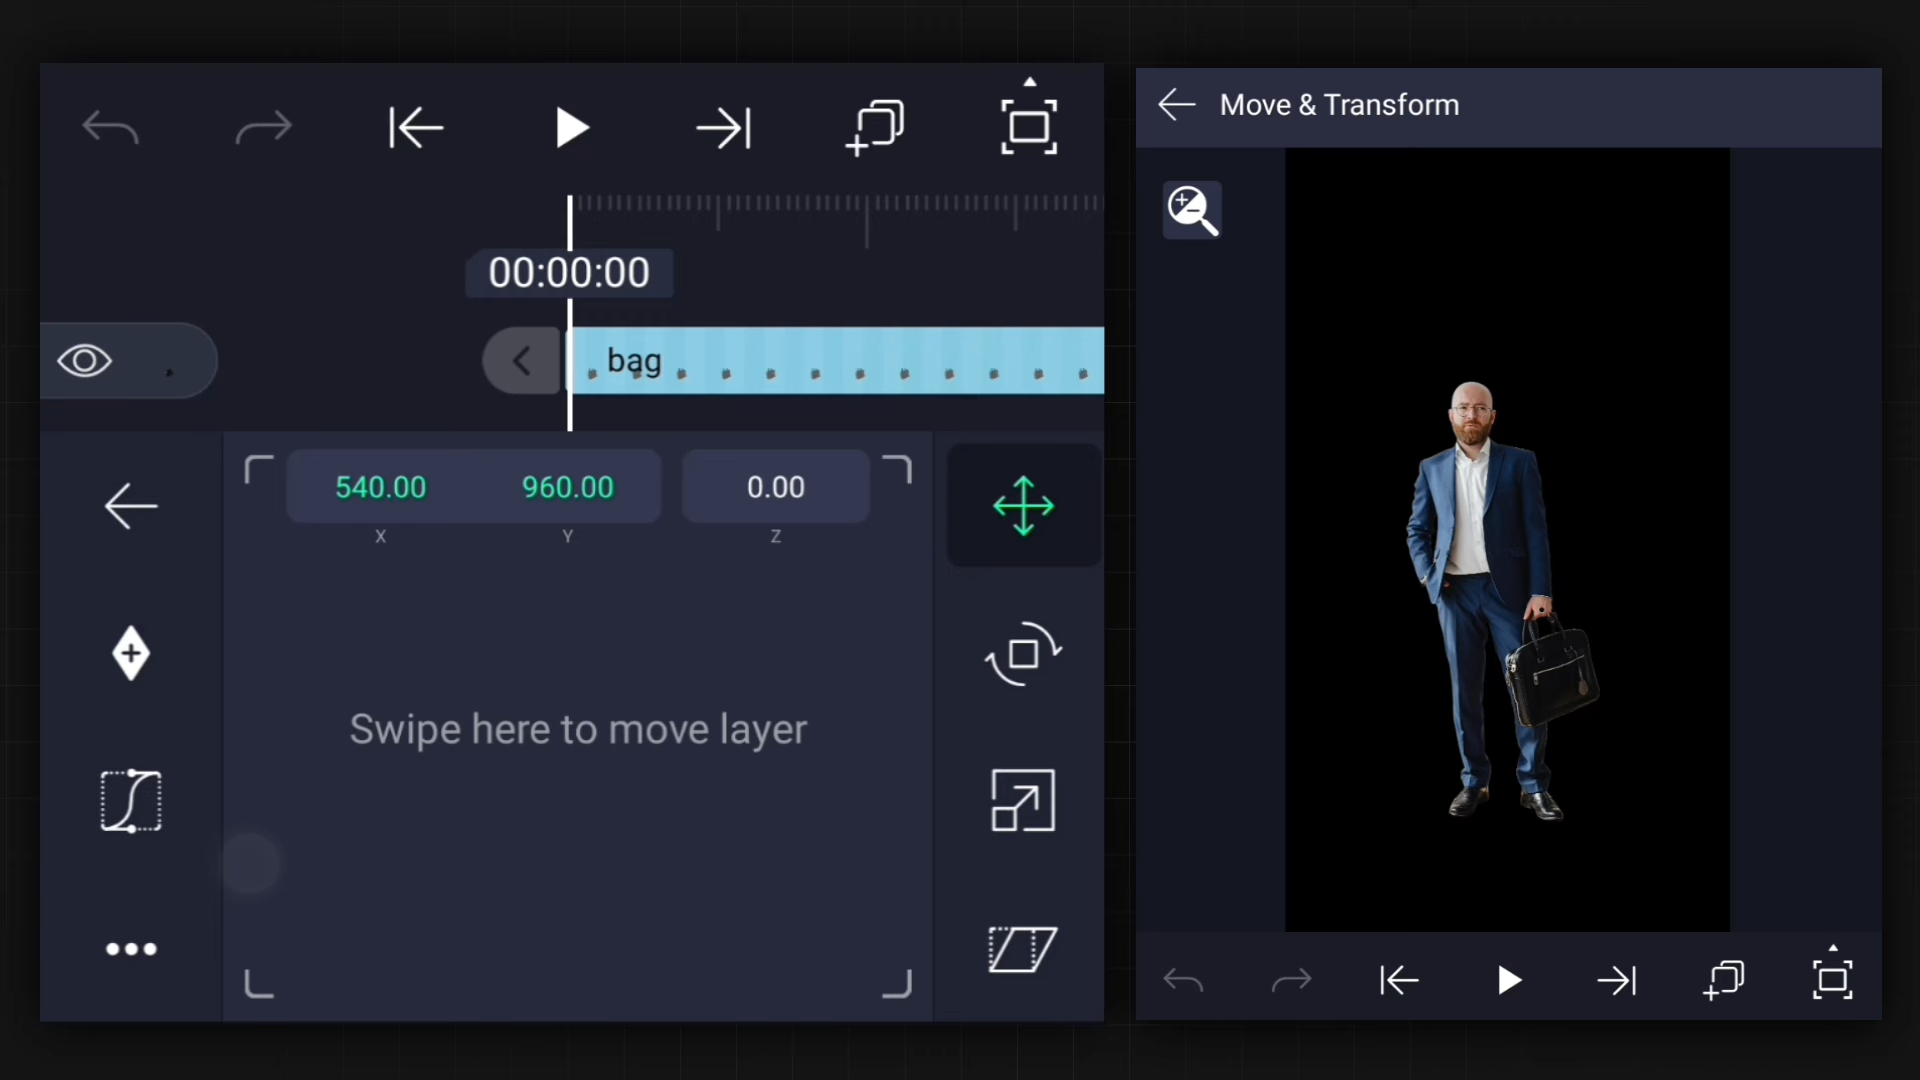 00:00:00
bag
540.00 960.00 0.00
X Y Z
Swipe here to move layer
Move & Transform